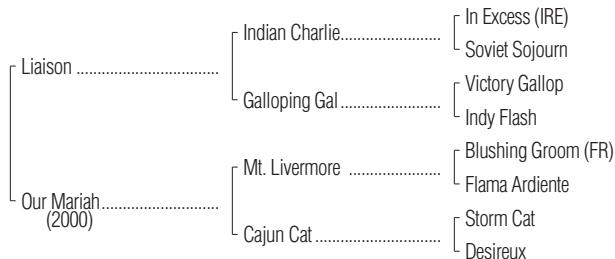 In Excess (IRE)
Indian Charlie
Soviet Sojourn
Liaison
Victory Gallop
Galloping Gal
Indy Flash
Blushing Groom (FR)
Mt. Livermore
Flama Ardiente
Our Mariah
(2000)
Storm Cat
Cajun Cat
Desireux